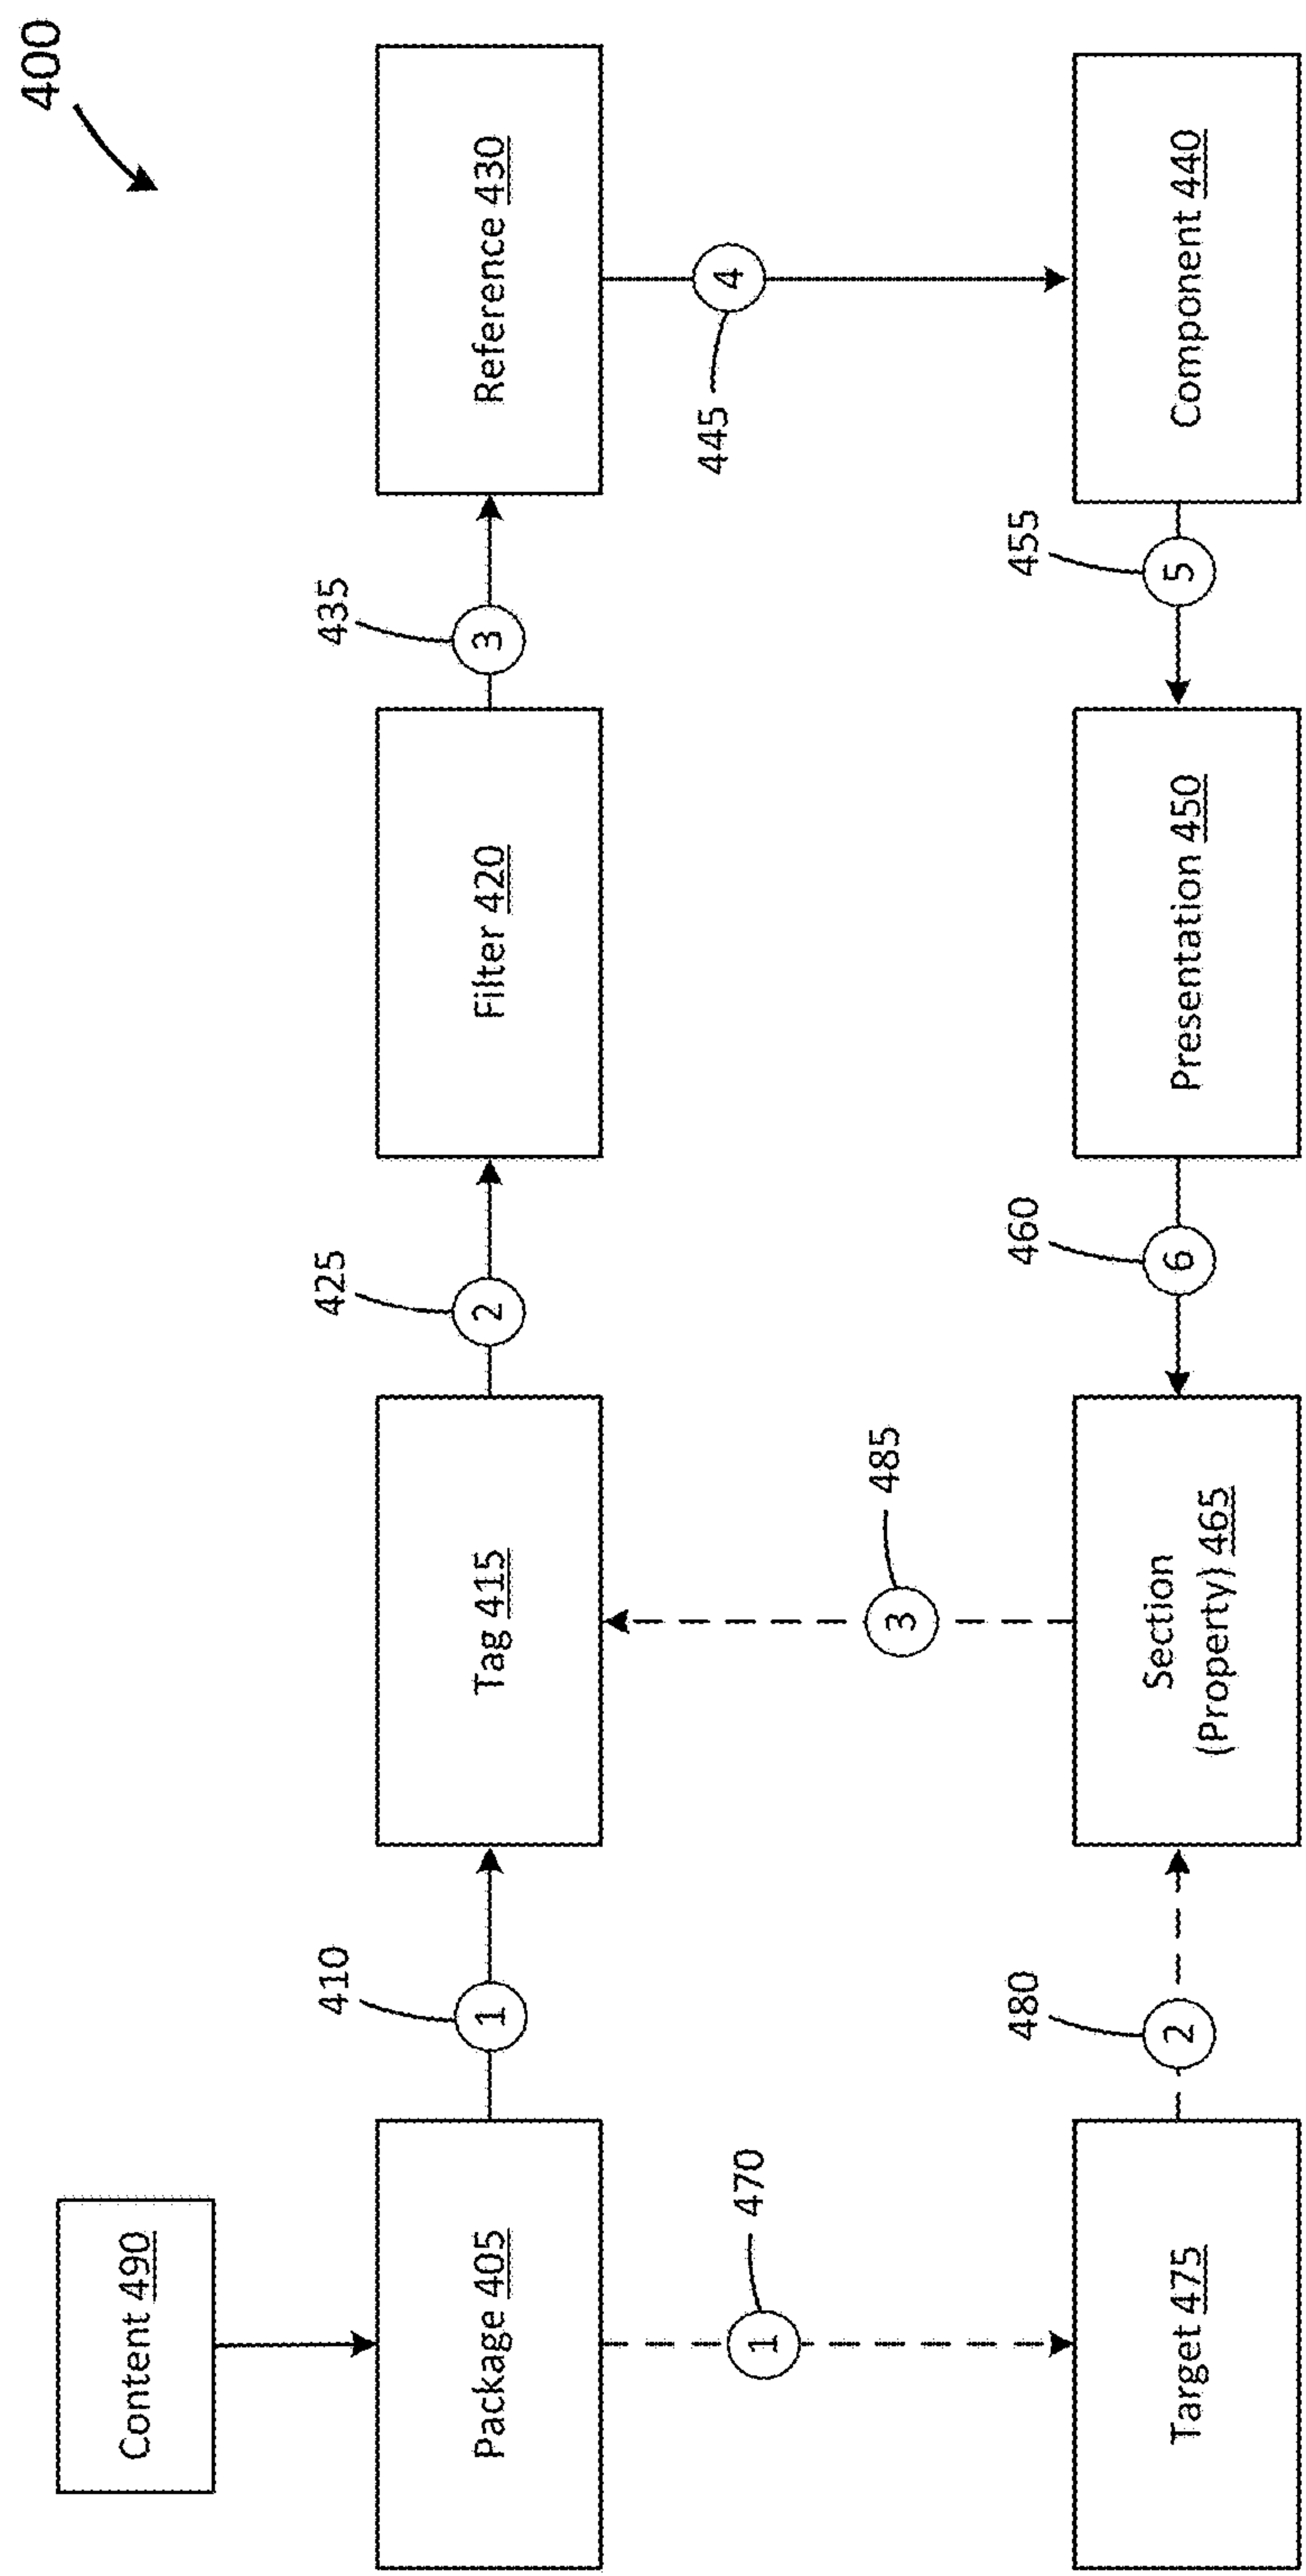 400
Content 490
Package 405
410
1
Tag 415
425
2
Filter 420
435
3
Reference 430
470
1
485
3
445
4
Target 475
480
2
Section
(Property) 465
460
6
Presentation 450
455
5
Component 440